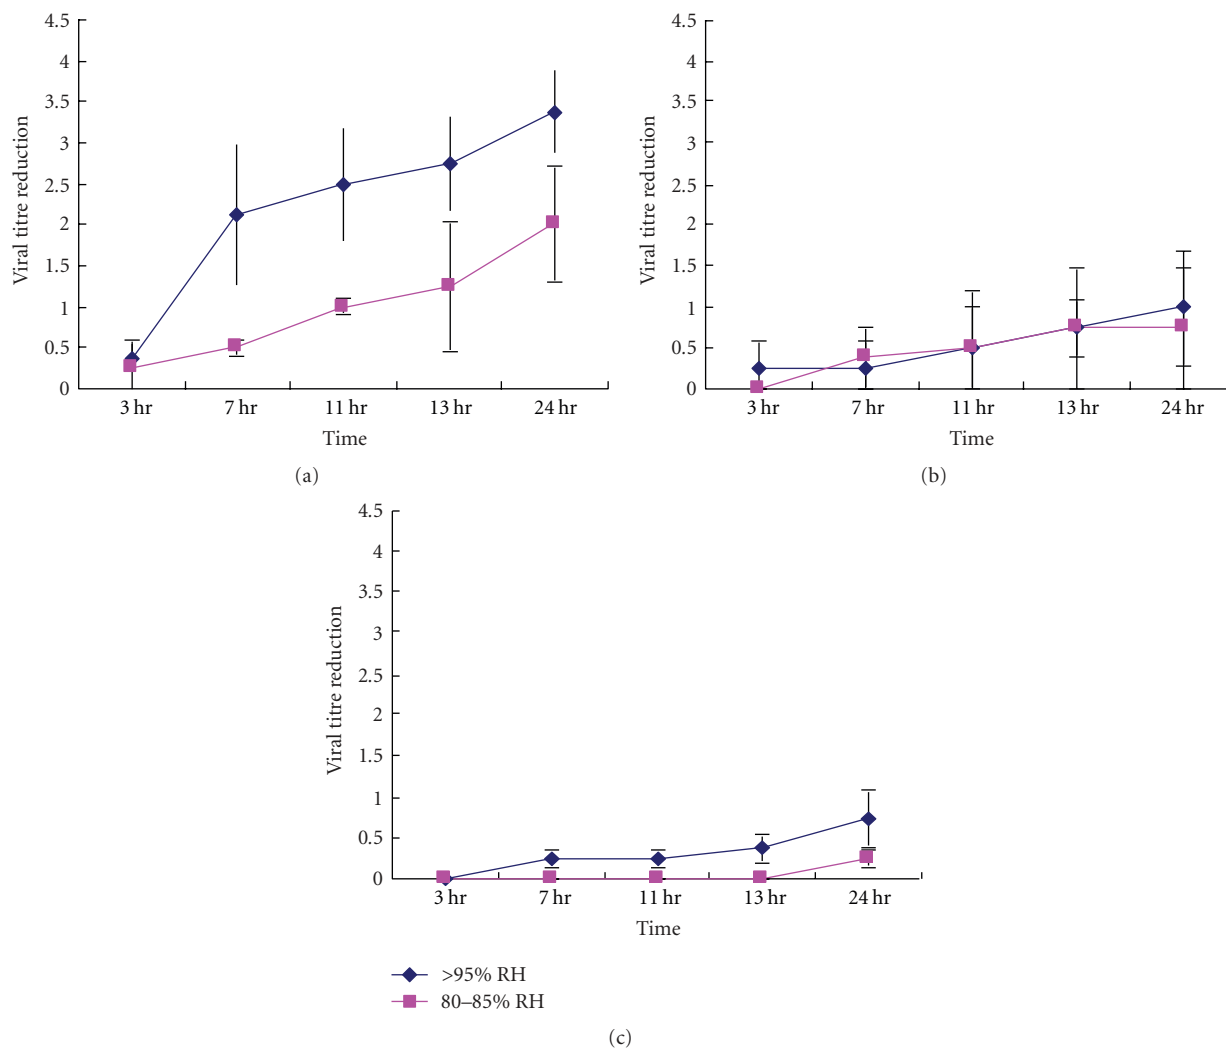 4.5
4
3.5
3
2.5
2
1.5
1
0.5
0
Viral titre reduction
3 hr 7 hr 11 hr 13 hr 24 hr
Time
(a)
4.5
4
3.5
3
2.5
2
1.5
1
0.5
0
Viral titre reduction
3 hr 7 hr 11 hr 13 hr 24 hr
Time
(b)
4.5
4
3.5
3
2.5
2
1.5
1
0.5
0
Viral titre reduction
3 hr 7 hr 11 hr 13 hr 24 hr
Time
>95% RH
80–85% RH
(c)